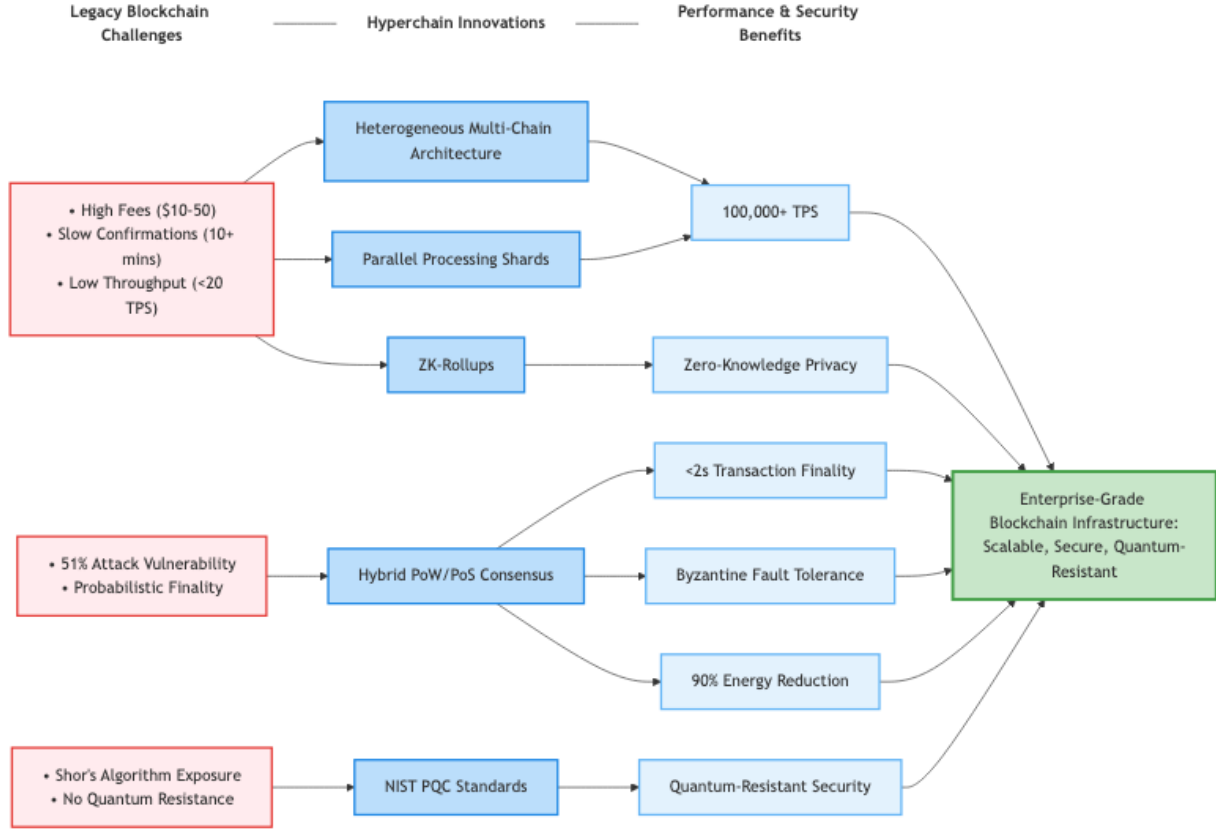 Legacy Blockchain
Challenges
Hyperchain Innovations
Performance & Security
Benefits
• High Fees ($10-50)
• Slow Confirmations (10+
mins)
• Low Throughput (<20
TPS)
Heterogeneous Multi-Chain
Architecture
Parallel Processing Shards
ZK-Rollups
100,000+ TPS
Zero-Knowledge Privacy
• 51% Attack Vulnerability
• Probabilistic Finality
Hybrid PoW/PoS Consensus
<2s Transaction Finality
Byzantine Fault Tolerance
90% Energy Reduction
• Shor's Algorithm Exposure
• No Quantum Resistance
NIST PQC Standards
Quantum-Resistant Security
Enterprise-Grade
Blockchain Infrastructure:
Scalable, Secure, Quantum-
Resistant